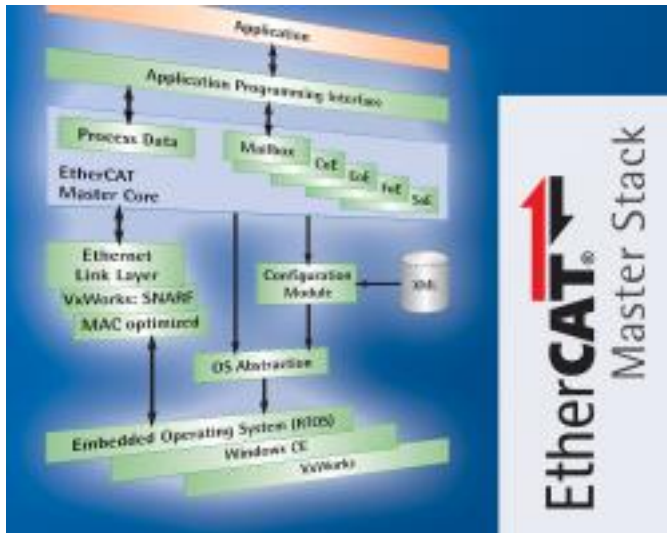 Application
Application Programming Interface
Process Data
Mailbox
CoE
EoE
FoE
SoE
EtherCAT
Master Core
Ethernet
Link Layer
VxWorks: SNARF
MAC optimized
Configuration
Module
XML
OS Abstraction
Embedded Operating System (RTOS)
Windows CE
VxWorks
EtherCAT®
Master Stack